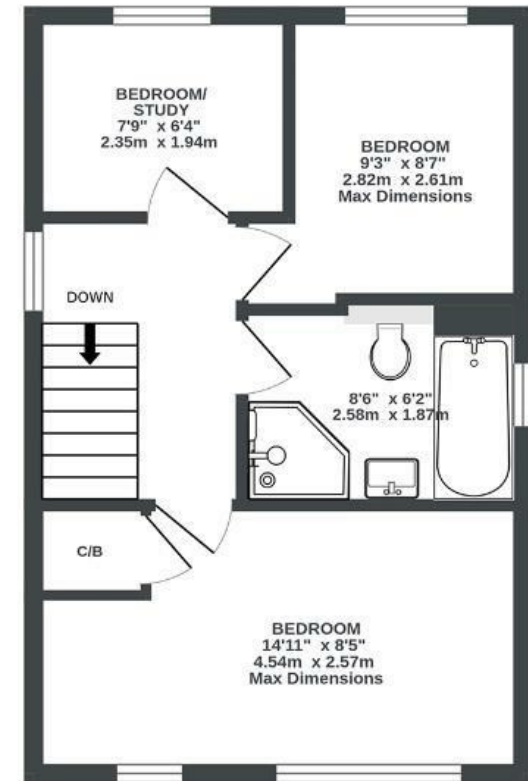 BEDROOM/
STUDY
7'9" x 6'4"
2.35m x 1.94m
BEDROOM
9'3" x 8'7"
2.82m x 2.61m
Max Dimensions
DOWN
8'6" x 6'2"
2.58m x 1.87m
C/B
BEDROOM
14'11" x 8'5"
4.54m x 2.57m
Max Dimensions